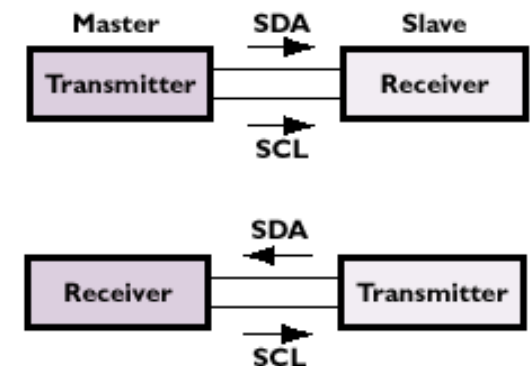 Master SDA Slave
Transmitter Receiver
SCL
SDA
Receiver Transmitter
SCL